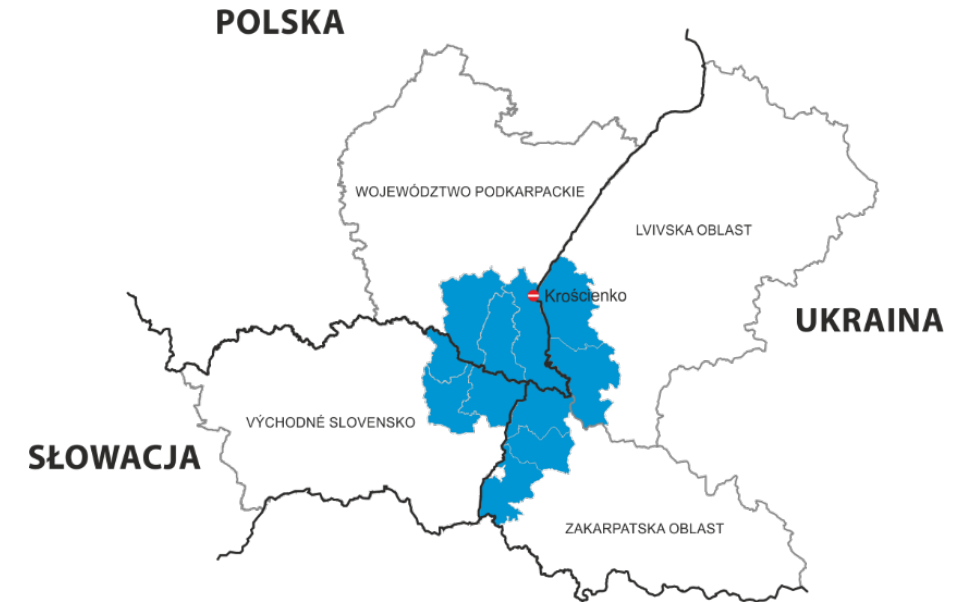 POLSKA
WOJEWÓDZTWO PODKARPACKIE
LVIVSKA OBLAST
Krościenko
UKRAINA
VÝCHODNÉ SLOVENSKO
SŁOWACJA
ZAKARPATSKA OBLAST